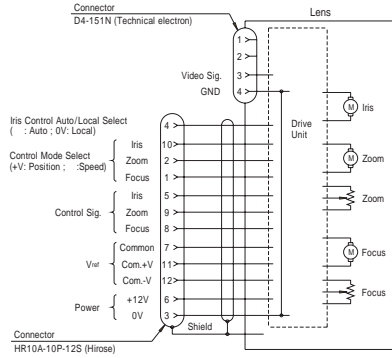 Connector
D4-151N (Technical electron)
Lens
1
2
Video Sig. 3
GND 4
Drive
Unit
M Iris
M Zoom
Zoom
M Focus
Focus
Iris Control Auto/Local Select
( : Auto ; 0V: Local)
4
Control Mode Select
(+V: Position ; :Speed)
Iris 10
Zoom 2
Focus 1
Control Sig.
Iris 5
Zoom 9
Focus 8
Vref
Common 7
Com.+V 11
Com.-V 12
Power
+12V 6
0V 3
Shield
Connector
HR10A-10P-12S (Hirose)